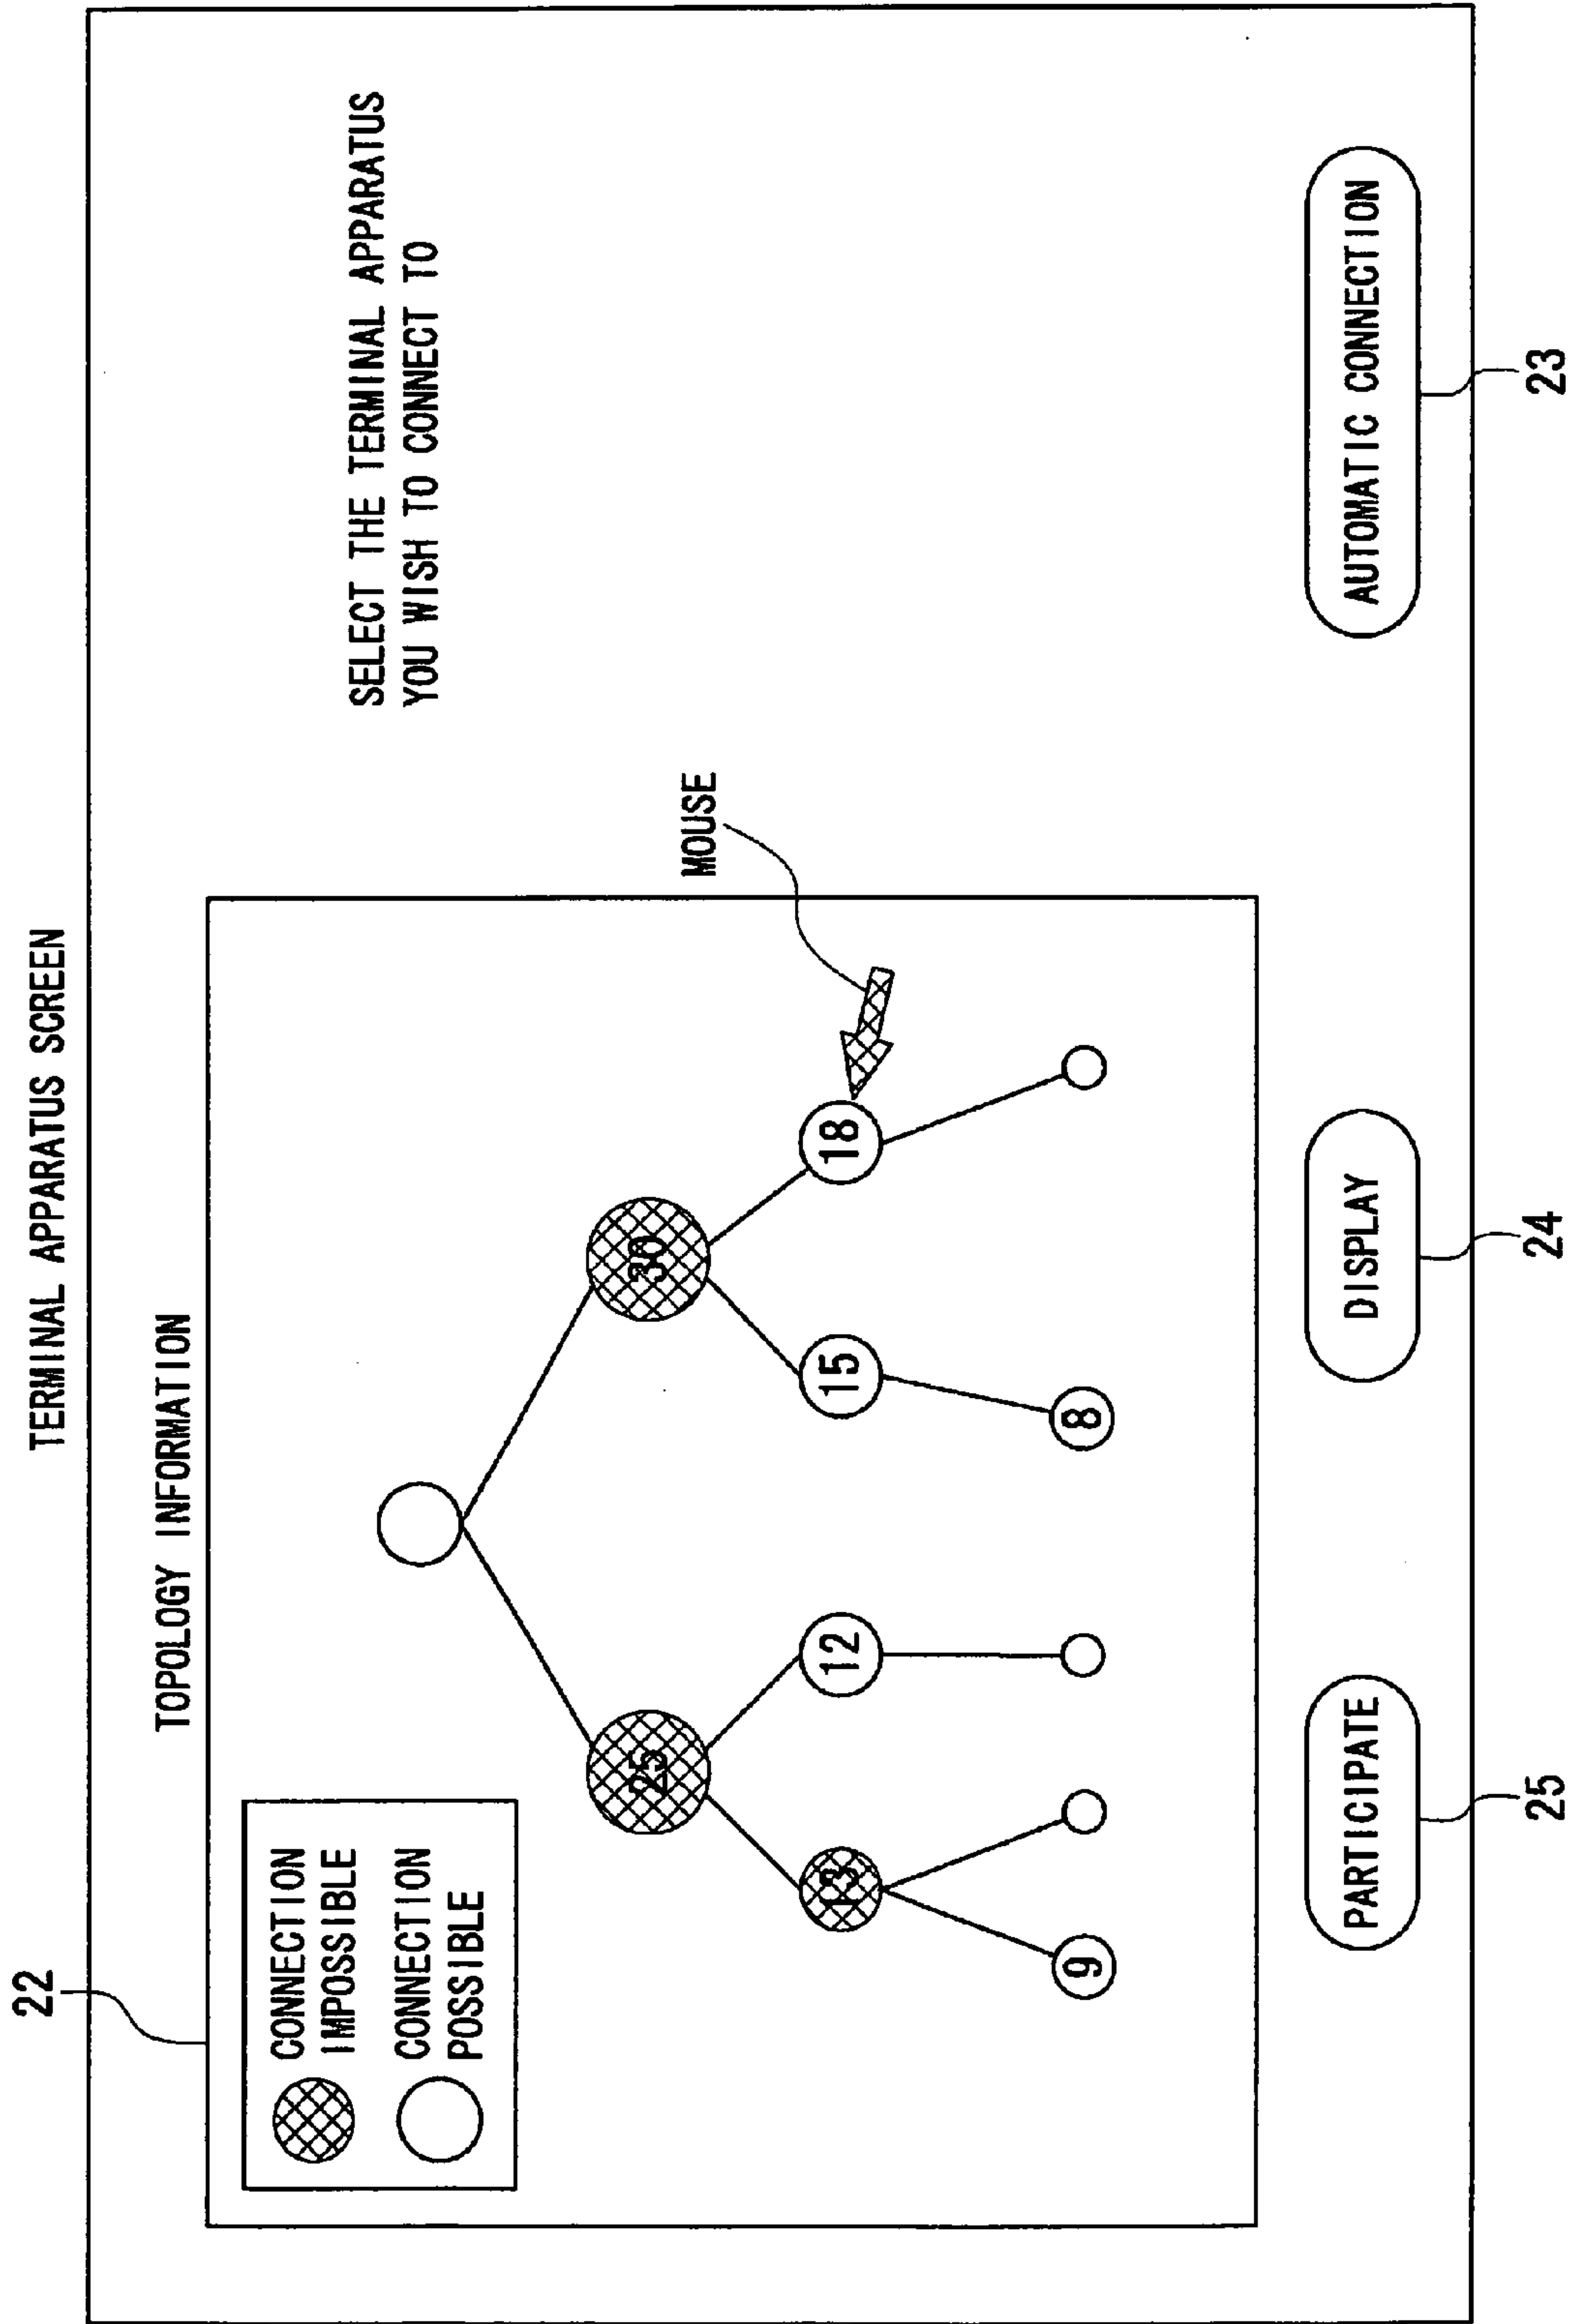 TERMINAL APPARATUS SCREEN
22
TOPOLOGY INFORMATION
CONNECTION
IMPOSSIBLE
CONNECTION
POSSIBLE
SELECT THE TERMINAL APPARATUS
YOU WISH TO CONNECT TO
25
30
MOUSE
13
12
15
18
9
8
PARTICIPATE
DISPLAY
AUTOMATIC CONNECTION
25
24
23